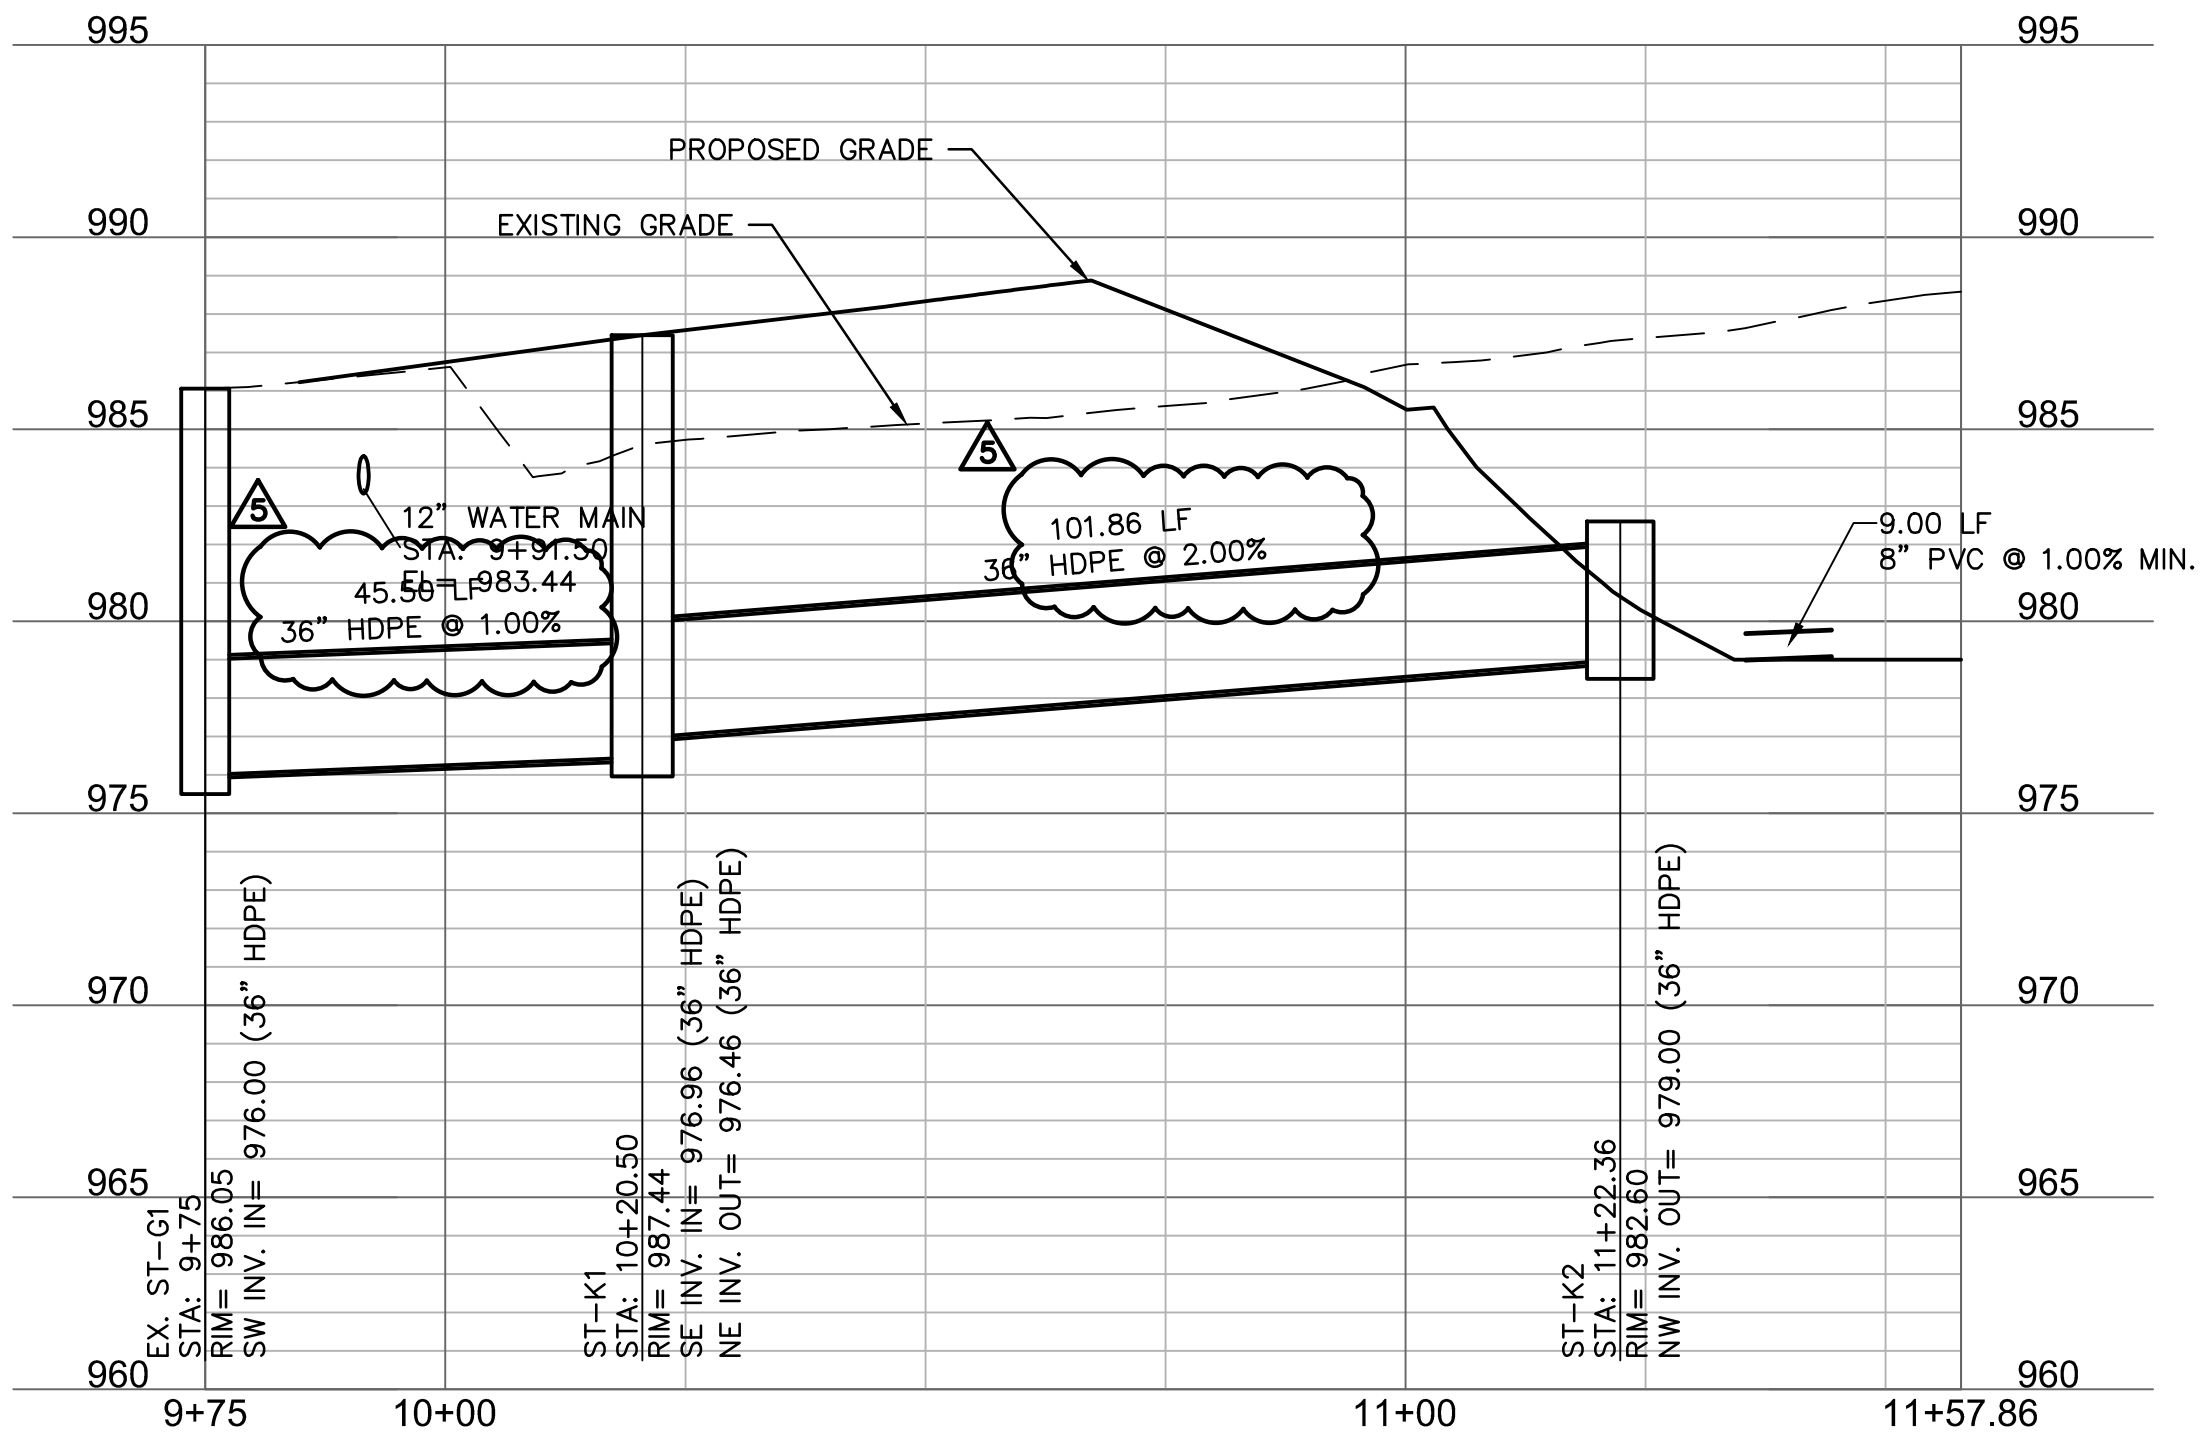 995
995
PROPOSED GRADE
EXISTING GRADE
990
990
985
985
5
5
12" WATER MAIN
STA: 9+91.50
EL= 983.44
45.50 LF
36" HDPE @ 1.00%
101.86 LF
36" HDPE @ 2.00%
9.00 LF
8" PVC @ 1.00% MIN.
980
980
975
975
970
970
965
965
960
960
EX. ST-G1
STA: 9+75
RIM= 986.05
SW INV. IN= 976.00 (36" HDPE)
ST-K1
STA: 10+20.50
RIM= 987.44
SE INV. IN= 976.96 (36" HDPE)
NE INV. OUT= 976.46 (36" HDPE)
ST-K2
STA: 11+22.36
RIM= 982.60
NW INV. OUT= 979.00 (36" HDPE)
9+75
10+00
11+00
11+57.86